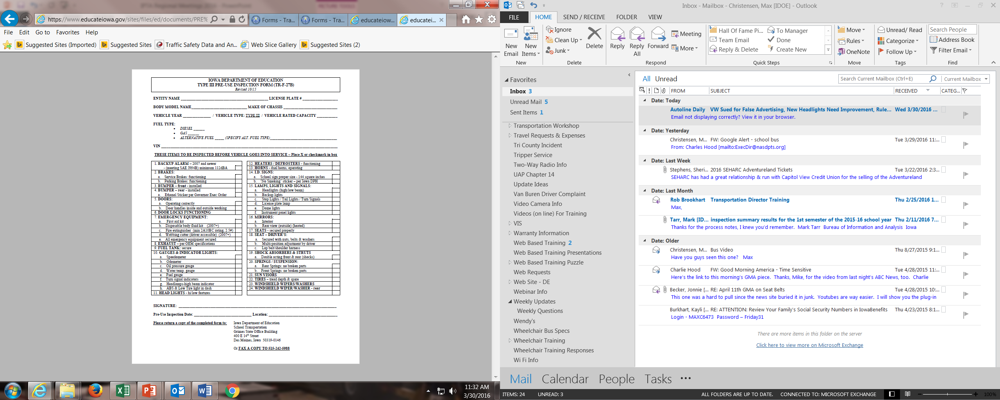 https://www.educateiowa.gov/sites/files/ed/documents/PRE%
Forms - Tra...
Forms - Tra...
educateiow...
educatei...
File Edit Go to Favorites Help
Suggested Sites (Imported) Suggested Sites Traffic Safety Data and An... Web Slice Gallery Suggested Sites (2)
IOWA DEPARTMENT OF EDUCATION
TYPE III PRE-USE INSPECTION FORM (TR-F-27B)
Revised 10/15
ENTITY NAME LICENSE PLATE #
BODY MODEL NAME MAKE OF CHASSIS
VEHICLE YEAR / VEHICLE TYPE: TYPE III / VEHICLE RATED CAPACITY
FUEL TYPE:
• DIESEL
• GAS
• ALTERNATIVE FUEL (SPECIFY ALT. FUEL TYPE)
VIN
THESE ITEMS TO BE INSPECTED BEFORE VEHICLE GOES INTO SERVICE – Place X or checkmark in box
1. BACKUP ALARM – 2007 and newer
- (meeting SAE J994B) minimum 112dBA
2. BRAKES:
a. Service Brakes: functioning
b. Parking Brakes: functioning
3. BUMPER – front - installed
4. BUMPER – rear - installed
a. Ethanol Sticker per Governor Exec Order
5. DOORS:
a. Operating correctly
b. Door handles inside and outside working
6. DOOR LOCKS FUNCTIONING
7. EMERGENCY EQUIPMENT:
a. First aid kit
b. Disposable body fluid kit (2007+)
c. Fire extinguisher (min 2A10BC rating, 2.5#)
d. Webbing cutter (driver accessible) (2007+)
e. All emergency equipment secured
8. EXHAUST – per OEM specifications
9. FUEL TANK: secure
10. GAUGES & INDICATOR LIGHTS:
a. Speedometer
b. Odometer
c. Oil pressure gauge
d. Water temp. gauge
e. Fuel gauge
f. Turn signal indicators
g. Headlamps-high beam indicator
h. ABS & Low Tire light in dash
11. HEAD LIGHTS - hi/low features
12. HEATERS / DEFROSTERS - functioning
13. HORNS - dual horns, operating
14. I.D. SIGNS:
a. School sign proper size - 144 square inches
b. 'No Smoking' sticker – per Iowa DPH
15. LAMPS, LIGHTS AND SIGNALS:
a. Headlights (high/low beam)
b. Backup lights
c. Stop Lights / Tail Lights / Turn Signals
d. License plate lamp
e. Dome lights
f. Instrument panel lights
16. MIRRORS:
a. Interior
b. Rear view (outside) (heated)
17. SEATS - secured properly
18. SEAT – DRIVER'S:
a. Secured with nuts, bolts & washers
b. Multi-position adjustment by driver
c. Lap belt/shoulder harness
19. SHOCK ABSORBERS & STRUTS
a. Double acting front & rear (shocks)
20. SPRINGS / SUSPENSION:
a. Rear Springs: no broken parts
b. Front Springs: no broken parts
21. SUN VISORS
22. TIRES – tread depth & spare
23. WINDSHIELD WIPERS/WASHERS
24. WINDSHIELD WIPER/WASHER - rear
SIGNATURE:
Pre-Use Inspection Date: Location:
Please return a copy of the completed form to: Iowa Department of Education
School Transportation
Grimes State Office Building
400 E 14th Street
Des Moines, Iowa 50319-0146
Or FAX A COPY TO 515-242-5988
11:32 AM
3/30/2016
Inbox - Mailbox - Christensen, Max [IDOE] - Outlook
FILE HOME SEND / RECEIVE FOLDER VIEW
New Email
New Items
New
Ignore
Clean Up
Junk
Delete
Delete
Reply
Reply All
Forward
Meeting
More
Respond
Hall Of Fame Pi...
Team Email
Reply & Delete
To Manager
Done
Create New
Quick Steps
Move
Rules
OneNote
Move
Unread/ Read
Categorize
Follow Up
Tags
Search People
Address Book
Filter Email
Find
Favorites
Inbox 3
Unread Mail 5
Sent Items 1
Transportation Workshop
Travel Requests & Expenses
Tri County Incident
Tripper Service
Two-Way Radio Info
UAP Chapter 14
Update Ideas
Van Buren Driver Complaint
Video Camera Info
Videos (on line) For Training
VIS
Warranty Information
Web Based Training 2
Web Based Training Presentations
Web Based Training Puzzle
Web Requests
Web Site - DE
Webinar Info
Weekly Updates
Weekly Questions
Wendy's
Wheelchair Bus Specs
Wheelchair Training
Wheelchair Training Responses
Wi Fi Info
All Unread
Search Current Mailbox (Ctrl+E) Current Mailbox
FROM SUBJECT RECEIVED CATEG...
Date: Today
Autoline Daily VW Sued for False Advertising, New Headlights Need Improvement, Rule... Wed 3/30/2016 ...
Email not displaying correctly? View it in your browser.
Date: Yesterday
Christensen, M... FW: Google Alert - school bus Tue 3/29/2016 11:...
From: Charles Hood [mailto:ExecDir@nasdpts.org]
Date: Last Week
Stephens, Sheri... 2016 SEHARC Adventureland Tickets Tue 3/22/2016 2:3...
SEHARC has had a great relationship & run with Capitol View Credit Union for the selling of the Adventureland
Date: Last Month
Rob Brookhart Transportation Director Training Thu 2/25/2016 1...
Max,
Tarr, Mark [ID... inspection summary results for the 1st semester of the 2015-16 school year Thu 2/11/2016 7...
Thanks for the process notes, I knew you'd remember. Mark Tarr Bureau of Information and Analysis Iowa
Date: Older
Christensen, M... Bus Video Thu 8/27/2015 9:1...
Have you guys seen this one? Max
Charlie Hood FW: Good Morning America - Time Sensitive Tue 4/28/2015 11:...
Here's the link to this morning's GMA piece. Thanks, Mike, for the video from last night's ABC News, too. Charlie
Becker, Jonnie [... RE: April 11th GMA on Seat Belts Tue 4/28/2015 10:...
This one was a hard to pull since the news site buried it in junk. Youtubes are way easier. I will show you the plug-in
Burkhart, Kayli [... RE: ATTENTION: Review Your Family's Social Security Numbers in IowaBenefits Thu 4/23/2015 8:1...
Login - MAXC6473 Password – Friday31
There are more items in this folder on the server
Click here to view more on Microsoft Exchange
Mail Calendar People Tasks
ITEMS: 24 UNREAD: 3 ALL FOLDERS ARE UP TO DATE. CONNECTED TO: MICROSOFT EXCHANGE 100%